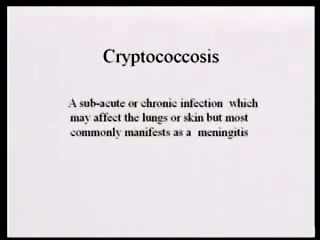 Cryptococcosis
A sub-acute or chronic infection which
may affect the lungs or skin but most
commonly manifests as a meningitis